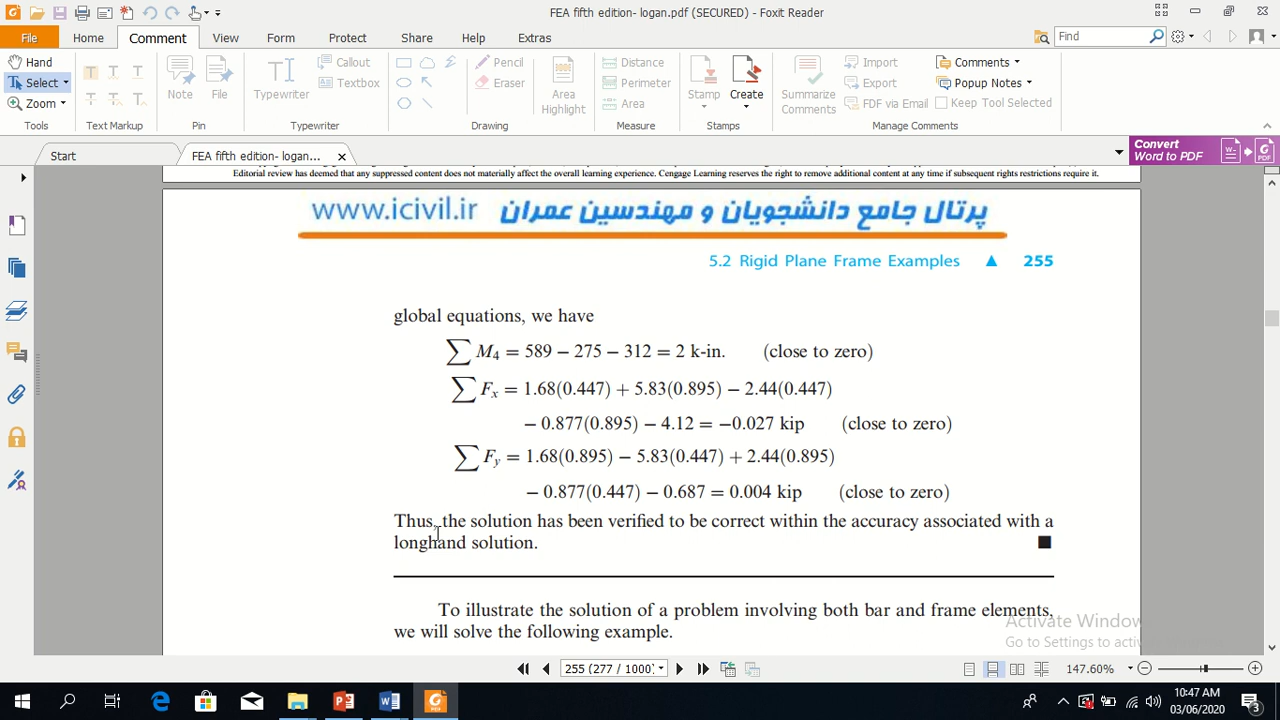 FEA fifth edition- logan.pdf (SECURED) - Foxit Reader
File Home Comment View Form Protect Share Help Extras Find
Hand
Select
Zoom
Tools
Text Markup
Note File
Pin
Typewriter
Callout
Textbox
Typewriter
Pencil
Eraser
Area Highlight
Drawing
Distance
Perimeter
Area
Measure
Stamp Create
Stamps
Summarize Comments
Import
Export
FDF via Email
Comments
Popup Notes
Keep Tool Selected
Manage Comments
Start FEA fifth edition- logan...
Convert
Word to PDF
Editorial review has deemed that any suppressed content does not materially affect the overall learning experience. Cengage Learning reserves the right to remove additional content at any time if subsequent rights restrictions require it.
www.icivil.ir پرتال جامع دانشجویان و مهندسین عمران
5.2 Rigid Plane Frame Examples ▲ 255
global equations, we have
∑ M₄ = 589 − 275 − 312 = 2 k-in. (close to zero)
∑ Fₓ = 1.68(0.447) + 5.83(0.895) − 2.44(0.447)
− 0.877(0.895) − 4.12 = −0.027 kip (close to zero)
∑ F_y = 1.68(0.895) − 5.83(0.447) + 2.44(0.895)
− 0.877(0.447) − 0.687 = 0.004 kip (close to zero)
Thus, the solution has been verified to be correct within the accuracy associated with a
longhand solution. ■
To illustrate the solution of a problem involving both bar and frame elements,
we will solve the following example.
Activate Window
Go to Settings to activ
255 (277 / 1000) 147.60%
10:47 AM
03/06/2020
3